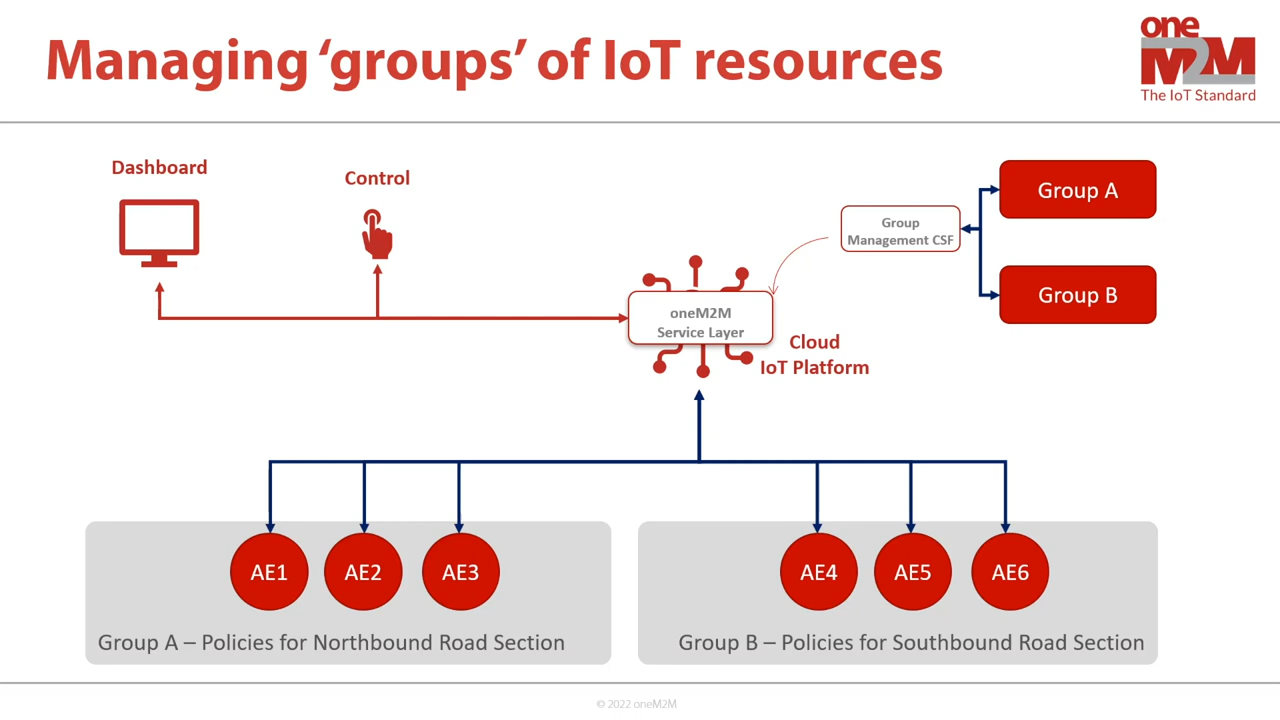 Managing ‘groups’ of IoT resources
one
M2M
The IoT Standard
Dashboard
Control
Group
Management CSF
Group A
Group B
oneM2M
Service Layer
Cloud
IoT Platform
AE1
AE2
AE3
AE4
AE5
AE6
Group A – Policies for Northbound Road Section
Group B – Policies for Southbound Road Section
© 2022 oneM2M